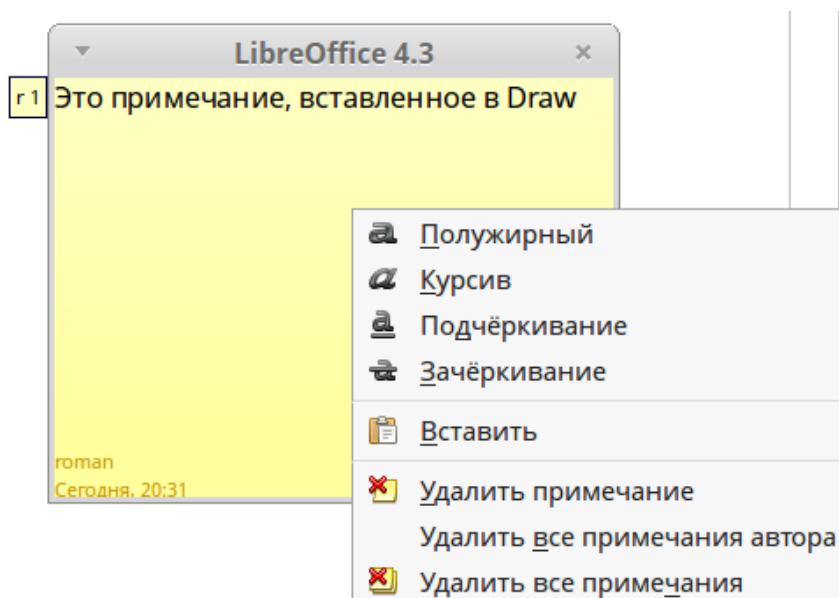 LibreOffice 4.3
r 1
Это примечание, вставленное в Draw
Полужирный
Курсив
Подчёркивание
Зачёркивание
Вставить
roman
Сегодня, 20:31
Удалить примечание
Удалить все примечания автора
Удалить все примечания